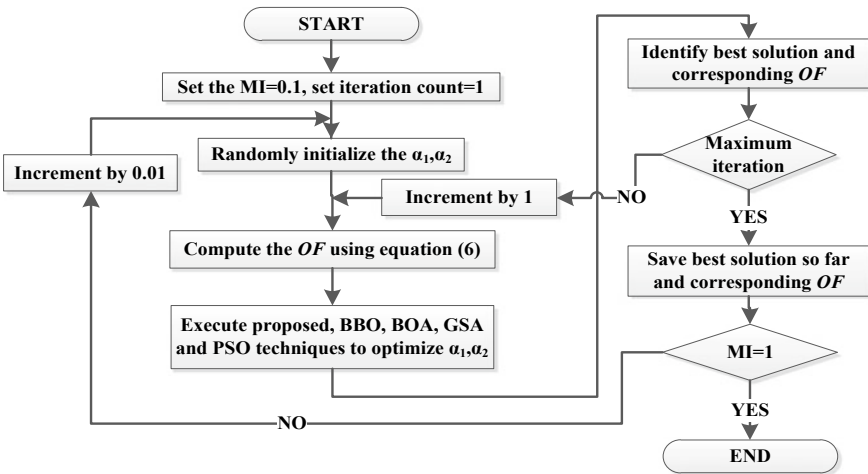 START
Set the MI=0.1, set iteration count=1
Randomly initialize the α₁,α₂
Increment by 0.01
Increment by 1
Compute the OF using equation (6)
Execute proposed, BBO, BOA, GSA
and PSO techniques to optimize α₁,α₂
Identify best solution and
corresponding OF
Maximum
iteration
NO
YES
Save best solution so far
and corresponding OF
MI=1
NO
YES
END